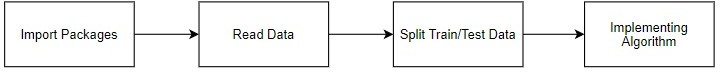 Import Packages
Read Data
Split Train/Test Data
Implementing
Algorithm